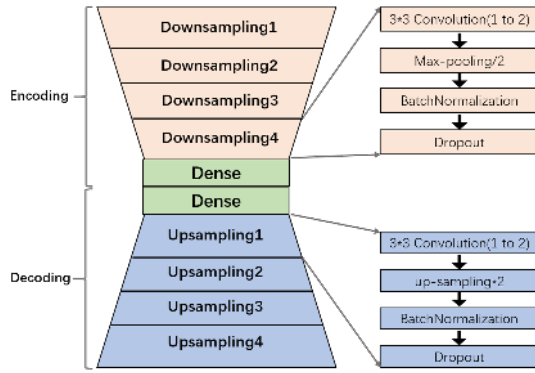 Downsampling1
Downsampling2
Downsampling3
Downsampling4
Dense
Dense
Upsampling1
Upsampling2
Upsampling3
Upsampling4
Encoding
Decoding
3*3 Convolution(1 to 2)
Max-pooling/2
BatchNormalization
Dropout
3*3 Convolution(1 to 2)
up-sampling*2
BatchNormalization
Dropout